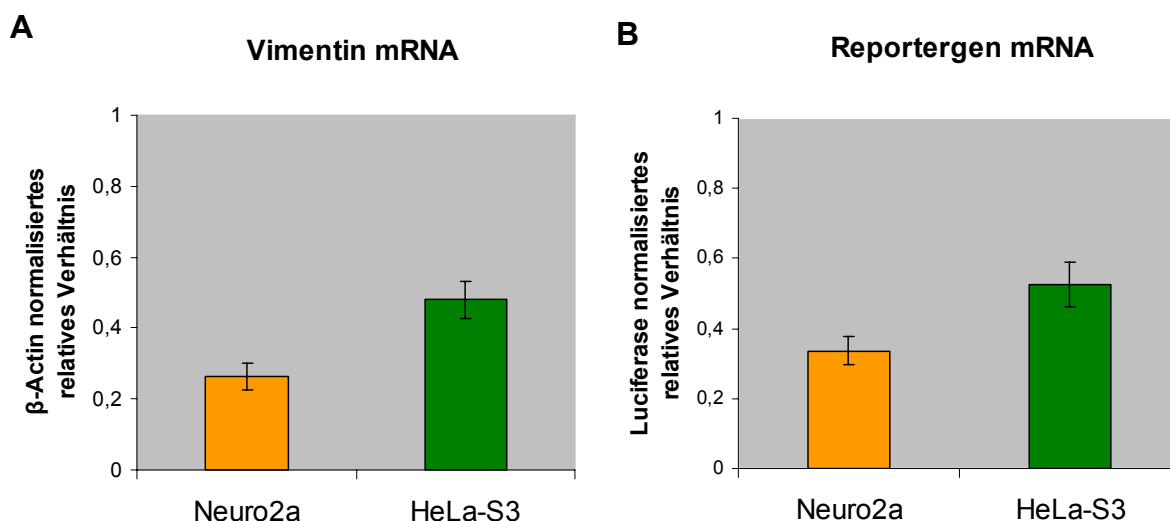 A
Vimentin mRNA
β-Actin normalisiertes
relatives Verhältnis
1
0,8
0,6
0,4
0,2
0
Neuro2a
HeLa-S3
B
Reportergen mRNA
Luciferase normalisiertes
relatives Verhältnis
1
0,8
0,6
0,4
0,2
0
Neuro2a
HeLa-S3